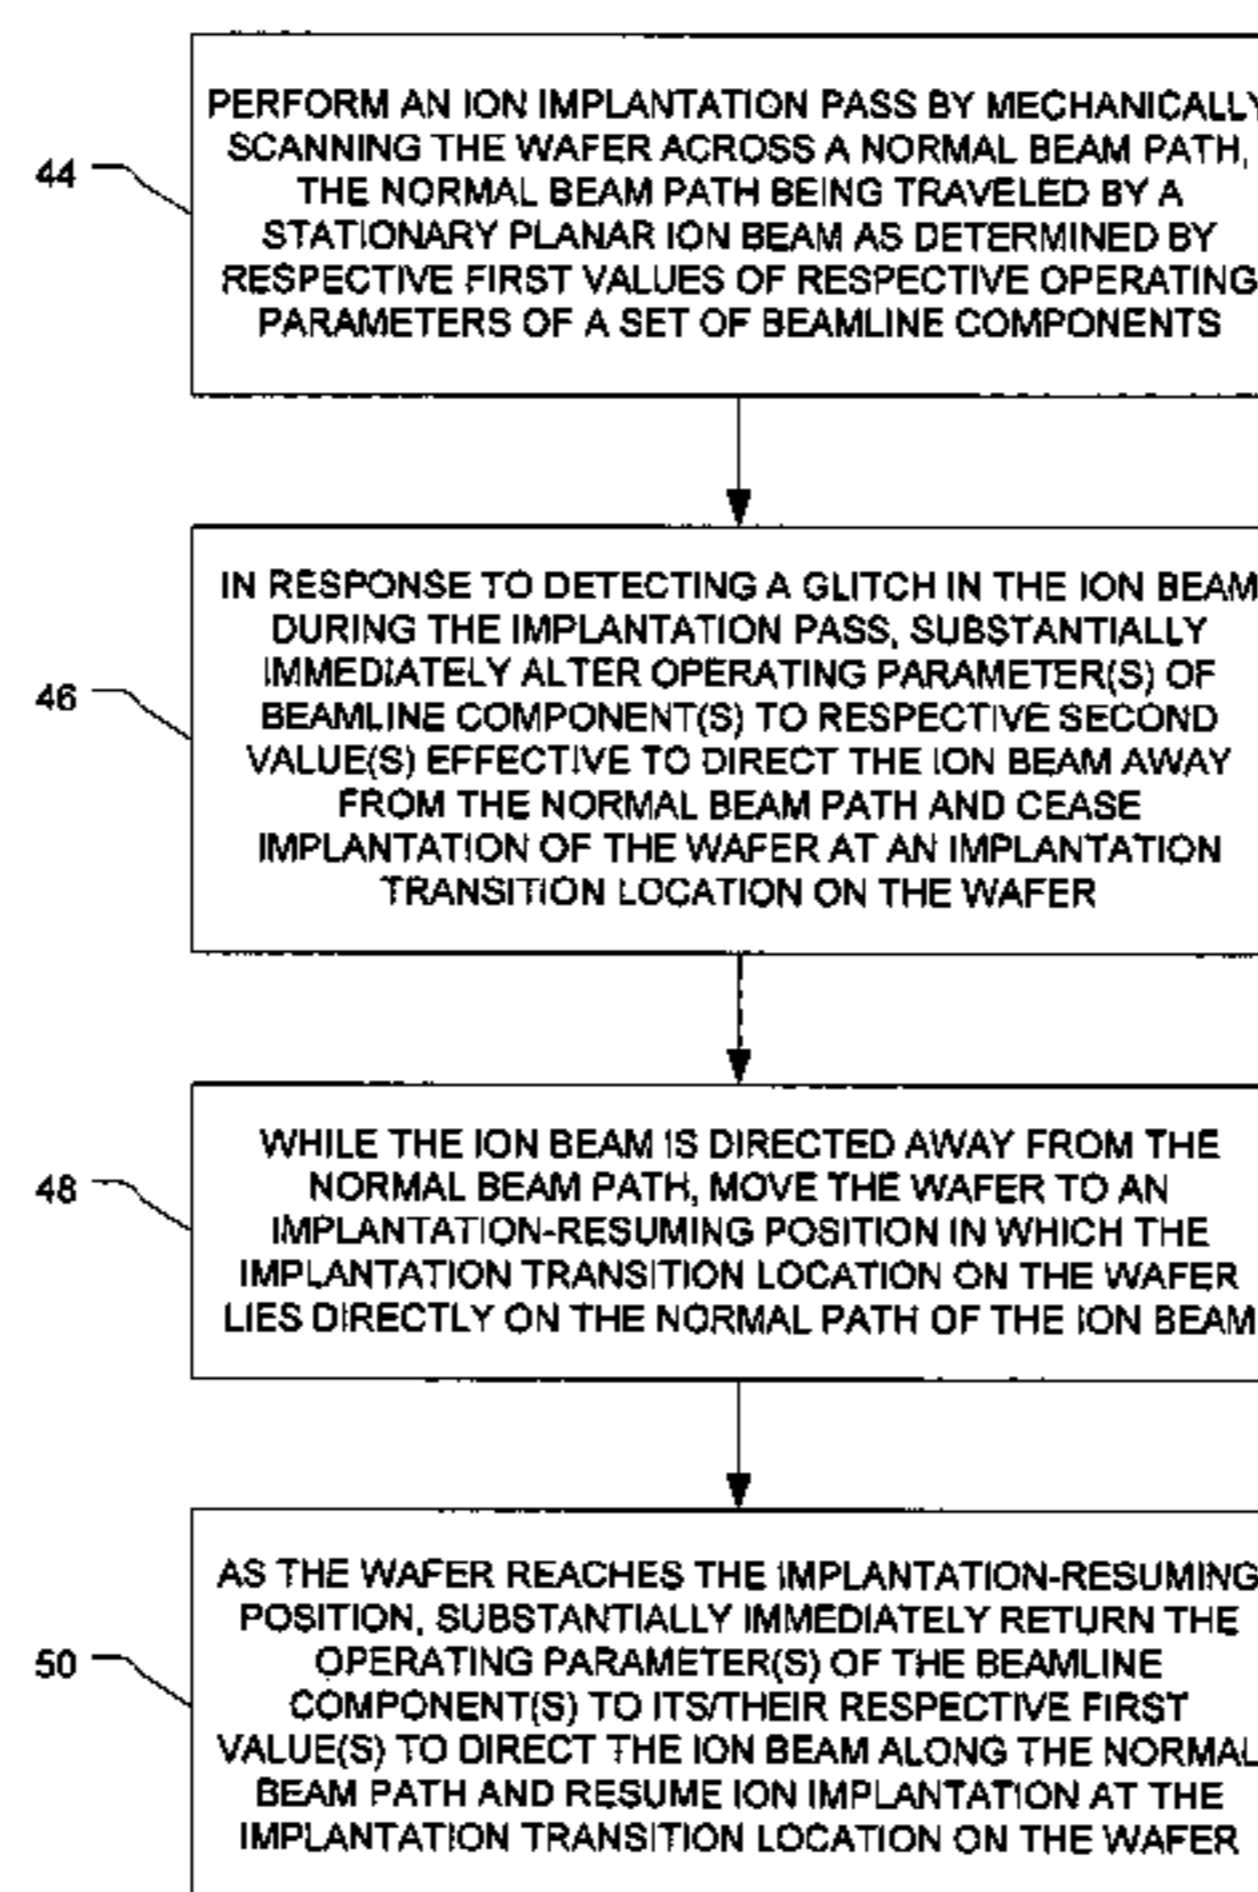 PERFORM AN ION IMPLANTATION PASS BY MECHANICALLY
SCANNING THE WAFER ACROSS A NORMAL BEAM PATH,
44
THE NORMAL BEAM PATH BEING TRAVELED BY A
STATIONARY PLANAR ION BEAM AS DETERMINED BY
RESPECTIVE FIRST VALUES OF RESPECTIVE OPERATING
PARAMETERS OF A SET OF BEAMLINE COMPONENTS
IN RESPONSE TO DETECTING A GLITCH IN THE ION BEAM
DURING THE IMPLANTATION PASS, SUBSTANTIALLY
IMMEDIATELY ALTER OPERATING PARAMETER(S) OF
46
BEAMLINE COMPONENT(S) TO RESPECTIVE SECOND
VALUE(S) EFFECTIVE TO DIRECT THE ION BEAM AWAY
FROM THE NORMAL BEAM PATH AND CEASE
IMPLANTATION OF THE WAFER AT AN IMPLANTATION
TRANSITION LOCATION ON THE WAFER
WHILE THE ION BEAM IS DIRECTED AWAY FROM THE
48
NORMAL BEAM PATH, MOVE THE WAFER TO AN
IMPLANTATION-RESUMING POSITION IN WHICH THE
IMPLANTATION TRANSITION LOCATION ON THE WAFER
LIES DIRECTLY ON THE NORMAL PATH OF THE ION BEAM
AS THE WAFER REACHES THE IMPLANTATION-RESUMING
POSITION, SUBSTANTIALLY IMMEDIATELY RETURN THE
50
OPERATING PARAMETER(S) OF THE BEAMLINE
COMPONENT(S) TO ITS/THEIR RESPECTIVE FIRST
VALUE(S) TO DIRECT THE ION BEAM ALONG THE NORMAL
BEAM PATH AND RESUME ION IMPLANTATION AT THE
IMPLANTATION TRANSITION LOCATION ON THE WAFER